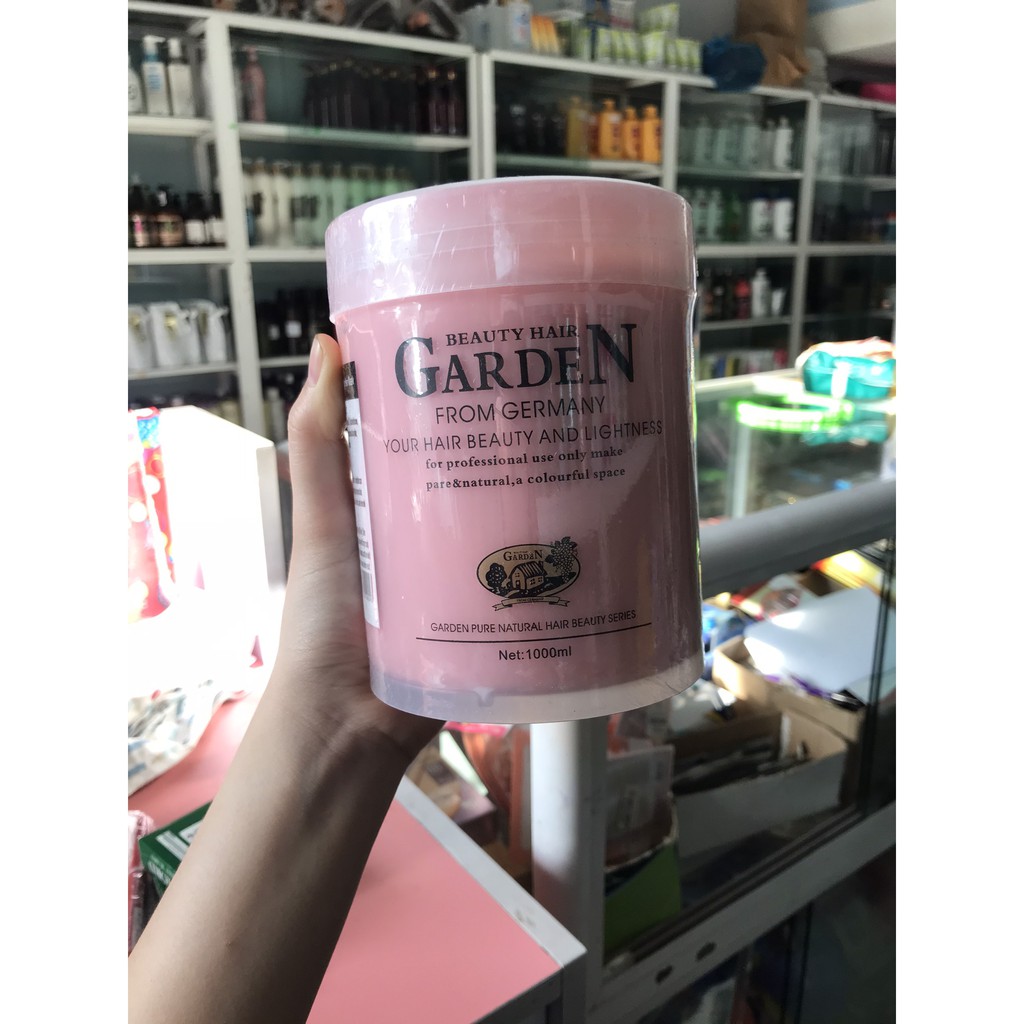 BEAUTY HAIR
GARDEN
FROM GERMANY
YOUR HAIR BEAUTY AND LIGHTNESS
for professional use only make
pare&natural,a colourful space
GARDEN
GARDEN PURE NATURAL HAIR BEAUTY SERIES
Net:1000ml